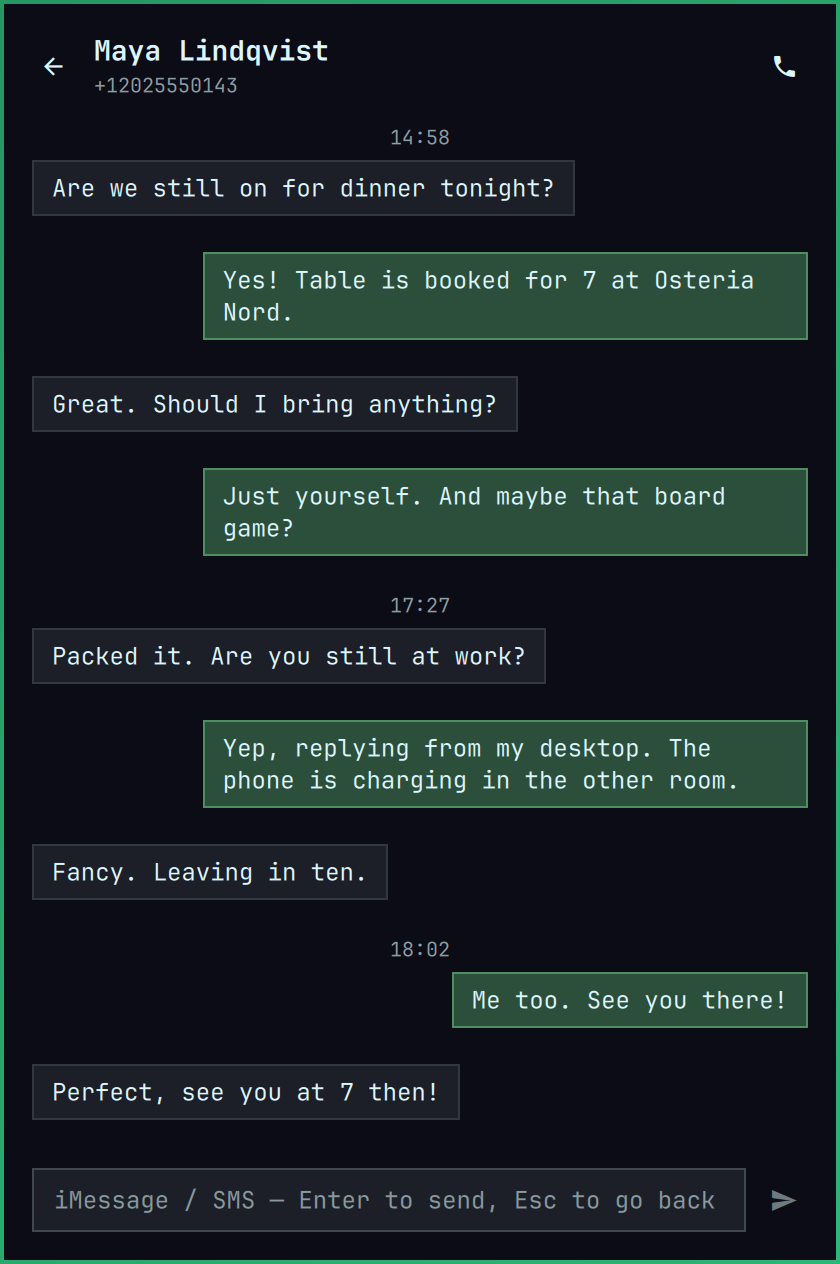 Maya Lindqvist
+12025550143
14:58
Are we still on for dinner tonight?
Yes! Table is booked for 7 at Osteria
Nord.
Great. Should I bring anything?
Just yourself. And maybe that board
game?
17:27
Packed it. Are you still at work?
Yep, replying from my desktop. The
phone is charging in the other room.
Fancy. Leaving in ten.
18:02
Me too. See you there!
Perfect, see you at 7 then!
iMessage / SMS — Enter to send, Esc to go back